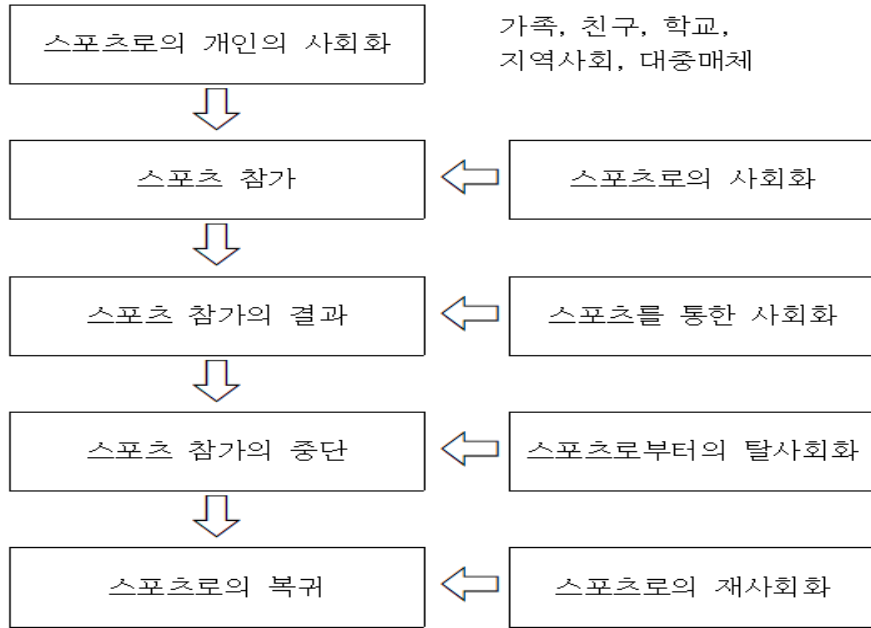 스포츠로의 개인의 사회화
가족, 친구, 학교,
지역사회, 대중매체
스포츠 참가
스포츠로의 사회화
스포츠 참가의 결과
스포츠를 통한 사회화
스포츠 참가의 중단
스포츠로부터의 탈사회화
스포츠로의 복귀
스포츠로의 재사회화